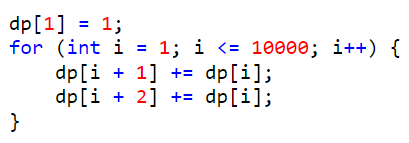 dp[1] = 1;
for (int i = 1; i <= 10000; i++) {
    dp[i + 1] += dp[i];
    dp[i + 2] += dp[i];
}